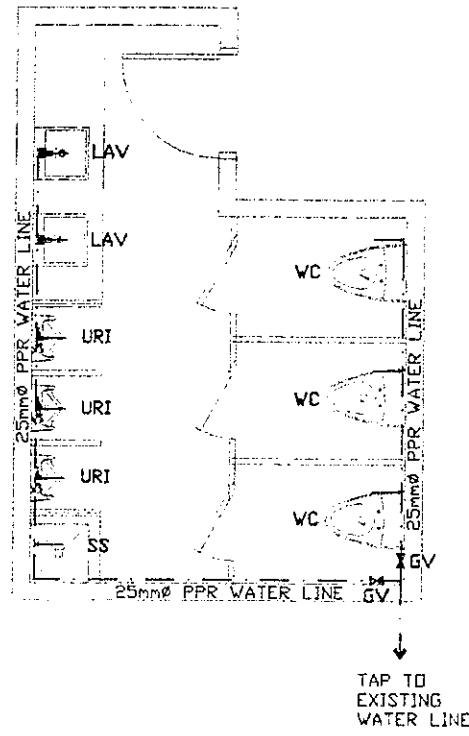 LAV
LAV
WC
URI
URI
WC
URI
WC
SS
GV
GV
25mmØ PPR WATER LINE
25mmØ PPR WATER LINE
25mmØ PPR WATER LINE
TAP TO
EXISTING
WATER LINE